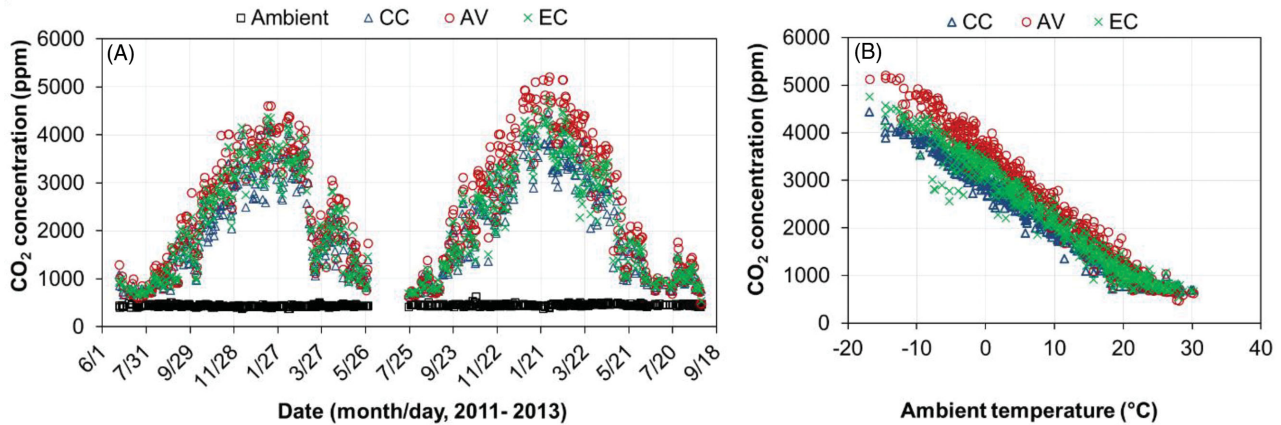 Ambient CC AV EC
(A)
CO2 concentration (ppm)
6000
5000
4000
3000
2000
1000
0
6/1 7/31 9/29 11/28 1/27 3/27 5/26 7/25 9/23 11/22 1/21 3/22 5/21 7/20 9/18
Date (month/day, 2011- 2013)
CC AV EC
(B)
CO2 concentration (ppm)
6000
5000
4000
3000
2000
1000
0
-20 -10 0 10 20 30 40
Ambient temperature (°C)